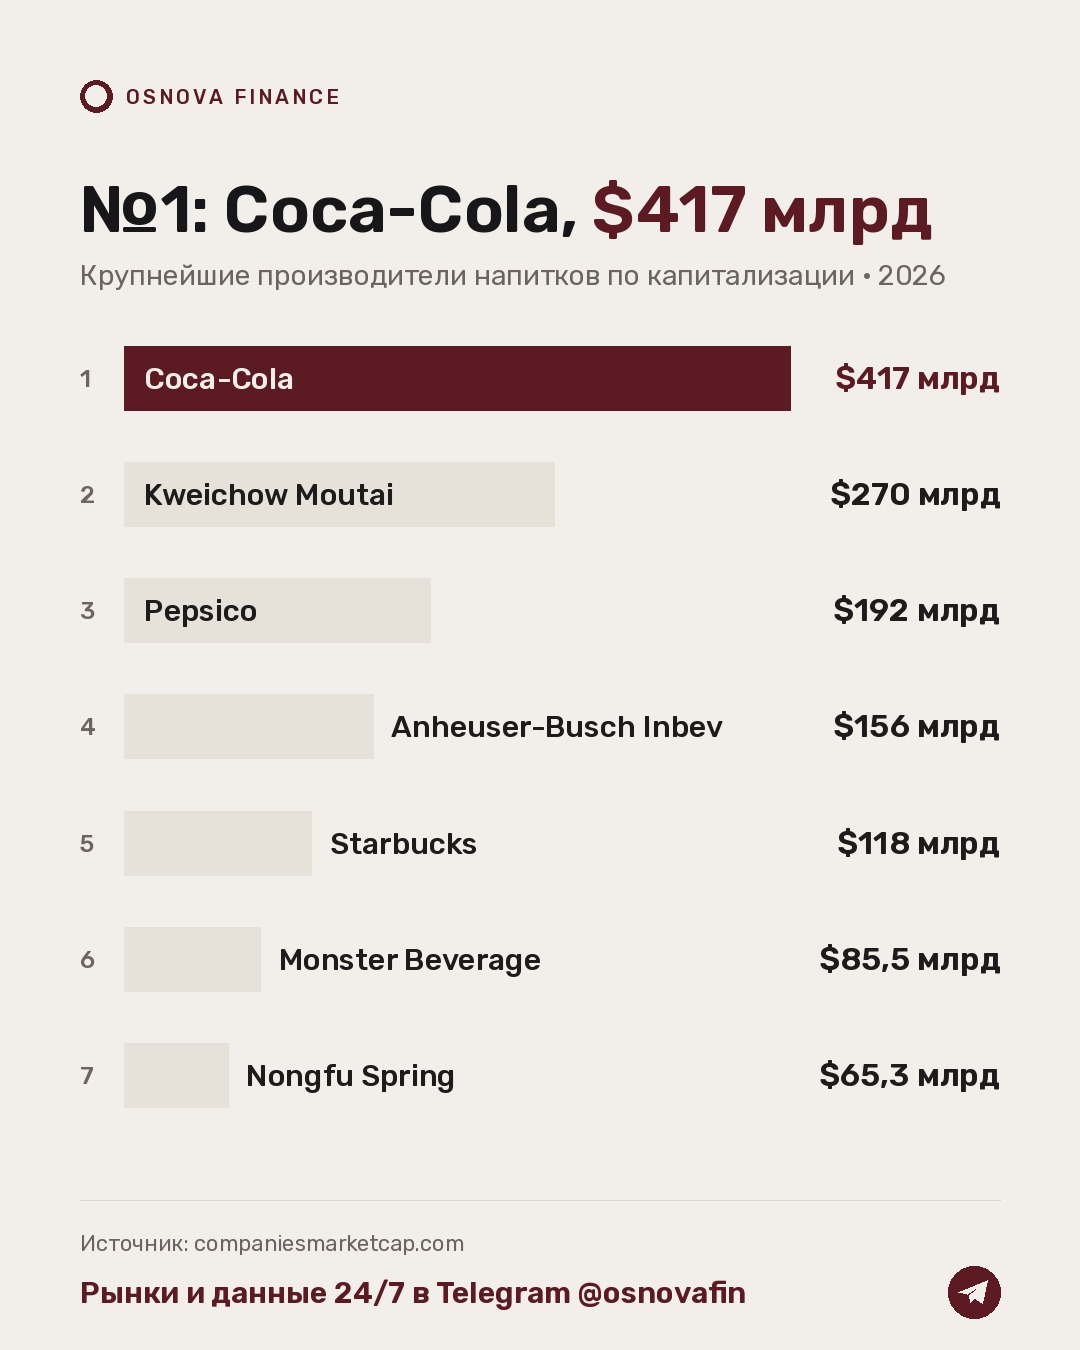 OSNOVA FINANCE
№1: Coca-Cola, $417 млрд
Крупнейшие производители напитков по капитализации • 2026
1 Coca-Cola $417 млрд
2 Kweichow Moutai $270 млрд
3 Pepsico $192 млрд
4 Anheuser-Busch Inbev $156 млрд
5 Starbucks $118 млрд
6 Monster Beverage $85,5 млрд
7 Nongfu Spring $65,3 млрд
Источник: companiesmarketcap.com
Рынки и данные 24/7 в Telegram @osnovafin